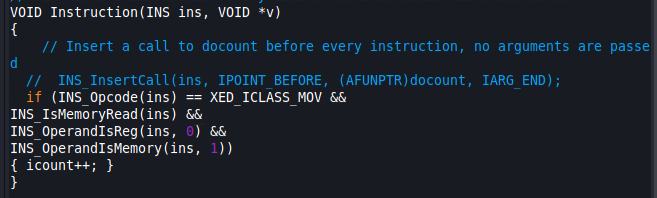 VOID Instruction(INS ins, VOID *v)
{
    // Insert a call to docount before every instruction, no arguments are passe
d
  //  INS_InsertCall(ins, IPOINT_BEFORE, (AFUNPTR)docount, IARG_END);
  if (INS_Opcode(ins) == XED_ICLASS_MOV &&
INS_IsMemoryRead(ins) &&
INS_OperandIsReg(ins, 0) &&
INS_OperandIsMemory(ins, 1))
{ icount++; }
}